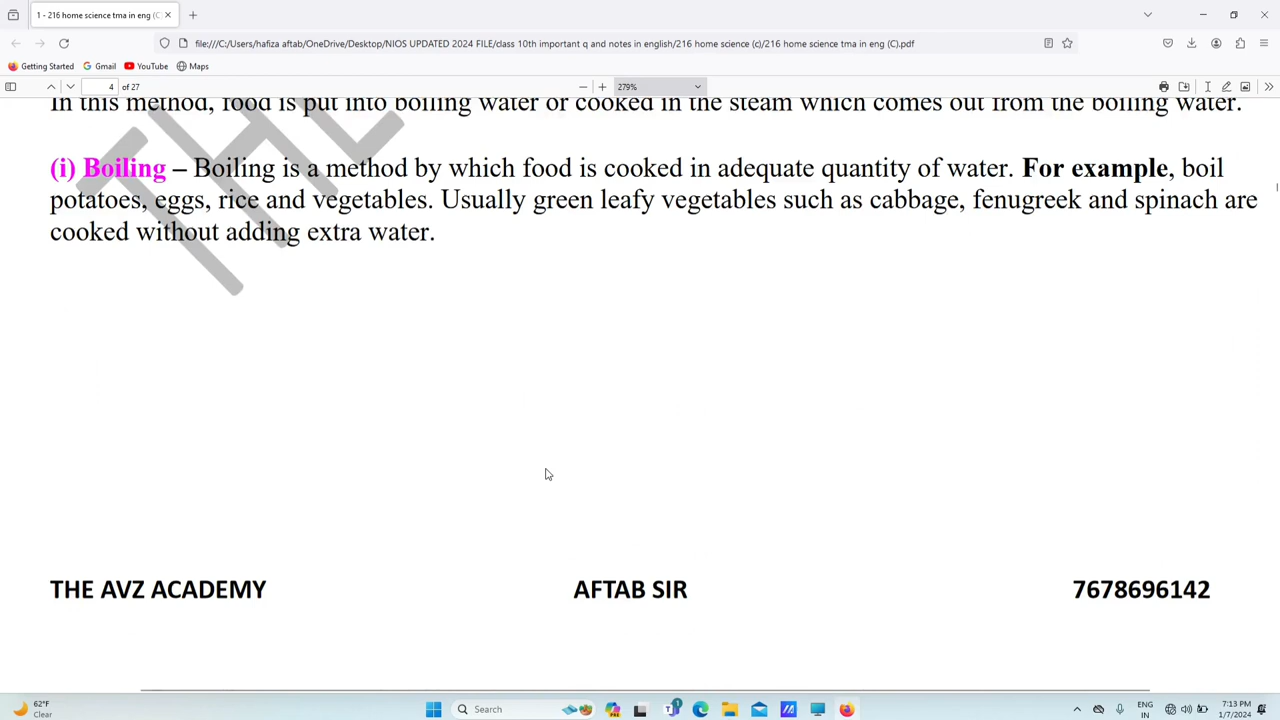 1 - 216 home science tma in eng (C
file:///C:/Users/hafiza aftab/OneDrive/Desktop/NIOS UPDATED 2024 FILE/class 10th important q and notes in english/216 home science (c)/216 home science tma in eng (C).pdf
Getting Started Gmail YouTube Maps
4 of 27 279%
In this method, food is put into boiling water or cooked in the steam which comes out from the boiling water.
(i) Boiling – Boiling is a method by which food is cooked in adequate quantity of water. For example, boil
potatoes, eggs, rice and vegetables. Usually green leafy vegetables such as cabbage, fenugreek and spinach are
cooked without adding extra water.
THE
THE AVZ ACADEMY AFTAB SIR 7678696142
62°F
Clear
Search
ENG
IN
7:13 PM
1/7/2024